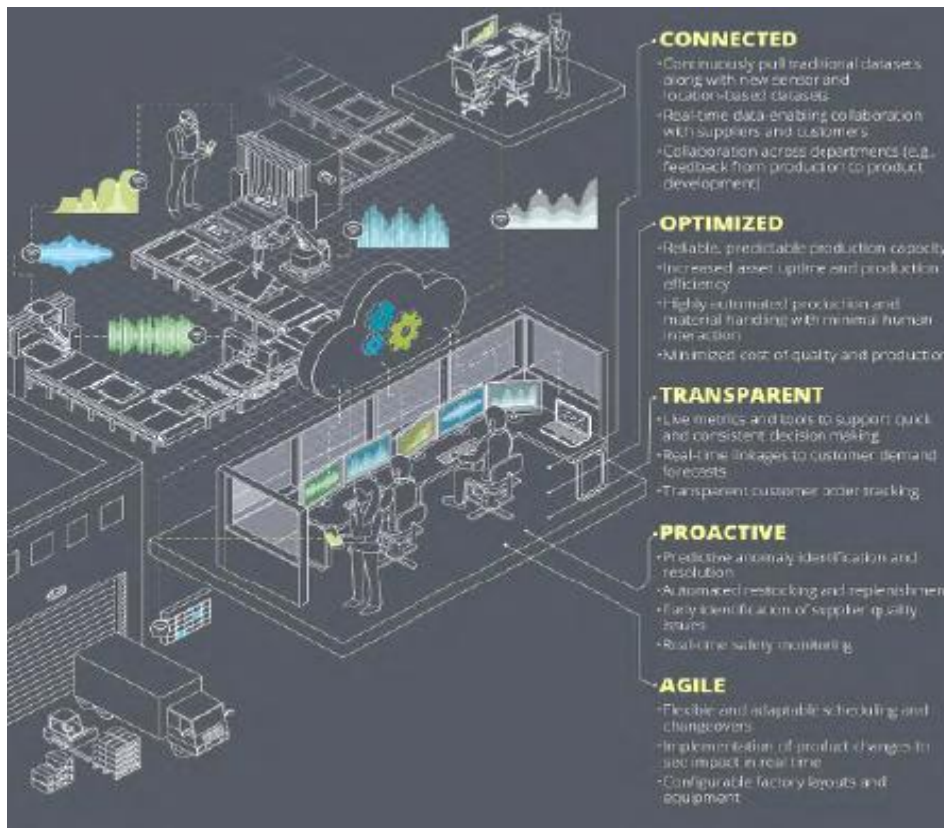 CONNECTED
•Continuously pull traditional datasets
along with new sensor and
location-based datasets
•Real-time data-enabling collaboration
with suppliers and customers
•Collaboration across departments (e.g.,
feedback from production to product
development)
OPTIMIZED
•Reliable, predictable production capacity
•Increased asset uptime and production
efficiency
•Highly automated production and
material handling with minimal human
interaction
•Minimized cost of quality and production
TRANSPARENT
•Live metrics and tools to support quick
and consistent decision making
•Real-time linkages to customer demand
forecasts
•Transparent customer order tracking
PROACTIVE
•Predictive anomaly identification and
resolution
•Automated restocking and replenishmen
•Early identification of supplier quality
issues
•Real-time safety monitoring
AGILE
•Flexible and adaptable scheduling and
changeovers
•Implementation of product changes to
see impact in real time
•Configurable factory layouts and
equipment